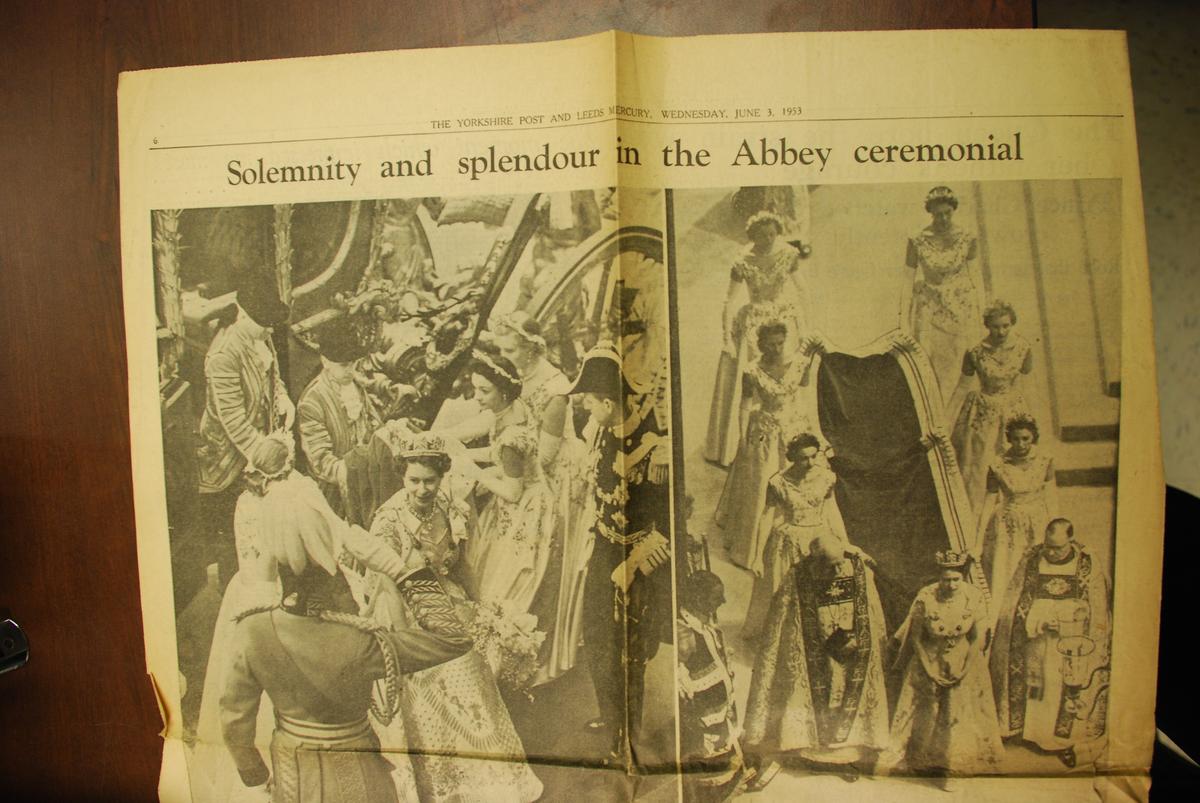 THE YORKSHIRE POST AND LEEDS MERCURY, WEDNESDAY, JUNE 3, 1953
6
Solemnity and splendour in the Abbey ceremonial